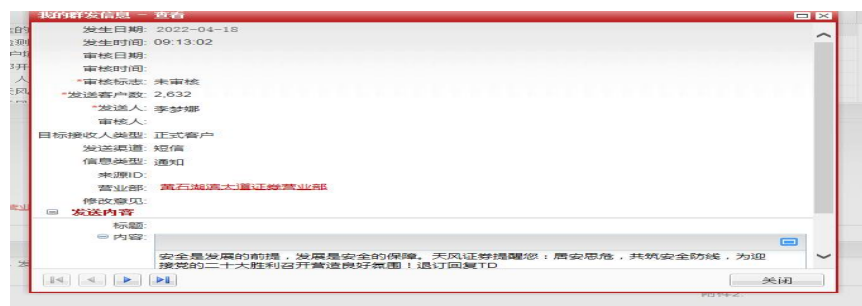 我的群发信息 - 查看
发生日期: 2022-04-18
发生时间: 09:13:02
审核日期:
审核时间:
*审核标志: 未审核
*发送客户数: 2,632
*发送人: 李梦娜
审核人:
目标接收人类型: 正式客户
发送渠道: 短信
信息类型: 通知
来源ID:
营业部: 黄石湖滨大道证券营业部
修改意见:
发送内容
标题:
内容:
安全是发展的前提，发展是安全的保障。天风证券提醒您：居安思危，共筑安全防线，为迎
接党的二十大胜利召开营造良好氛围！退订回复TD
关闭